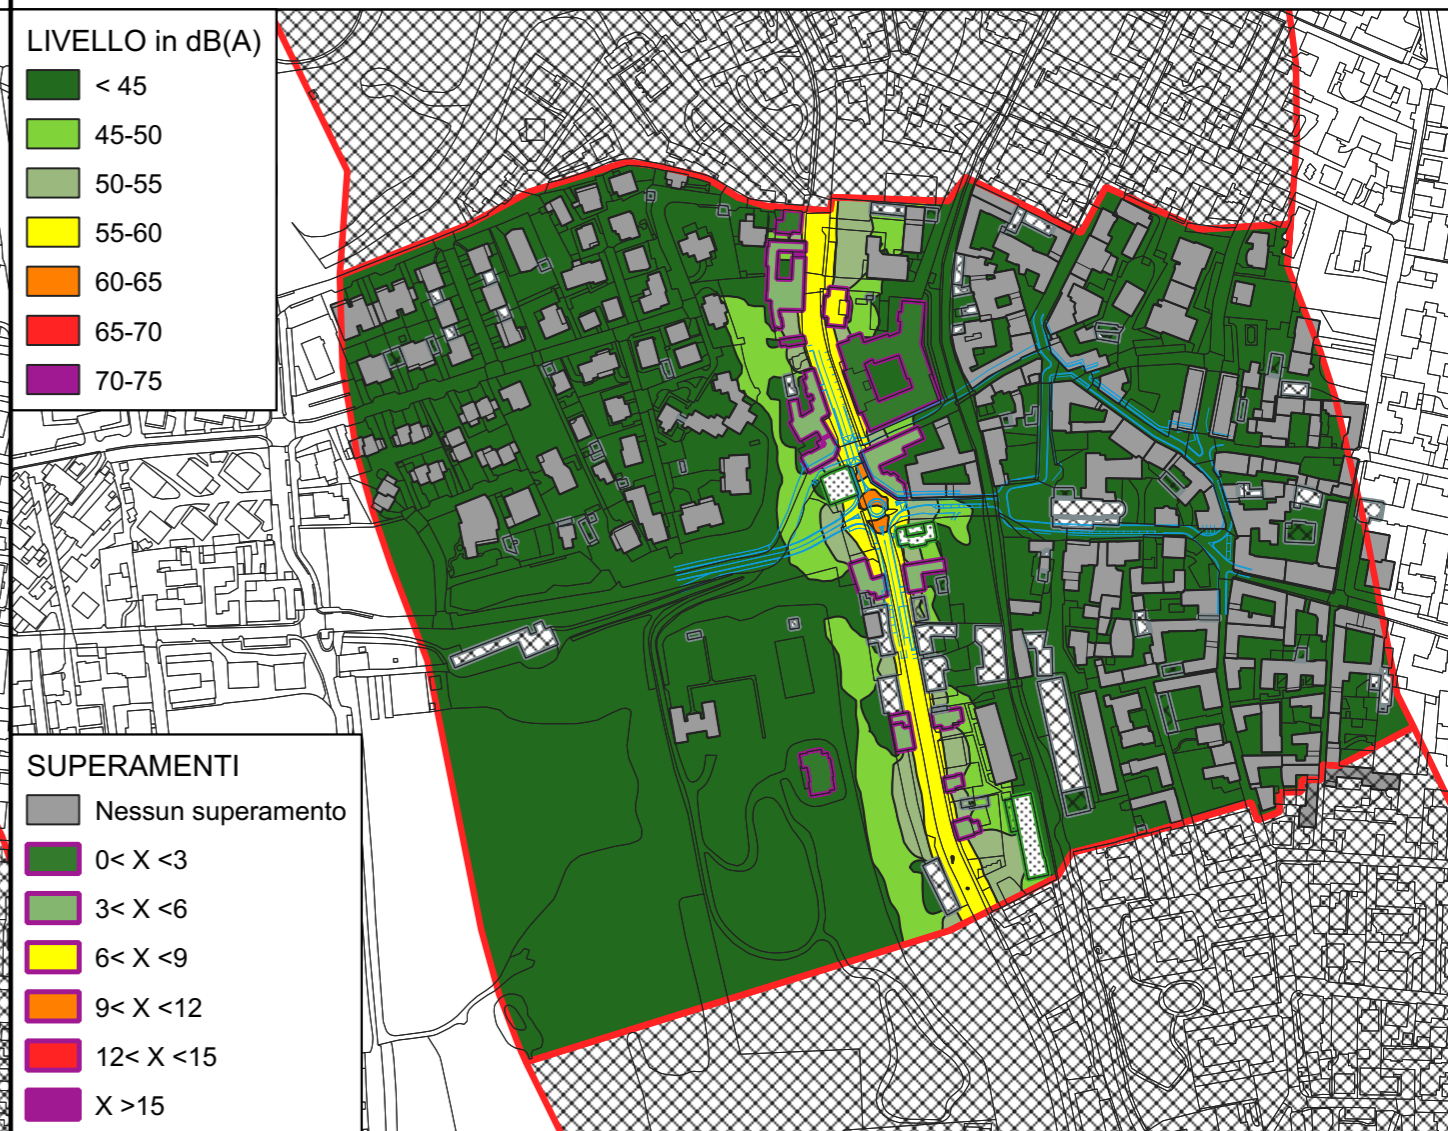 LIVELLO in dB(A)
< 45
45-50
50-55
55-60
60-65
65-70
70-75
SUPERAMENTI
Nessun superamento
0< X <3
3< X <6
6< X <9
9< X <12
12< X <15
X >15